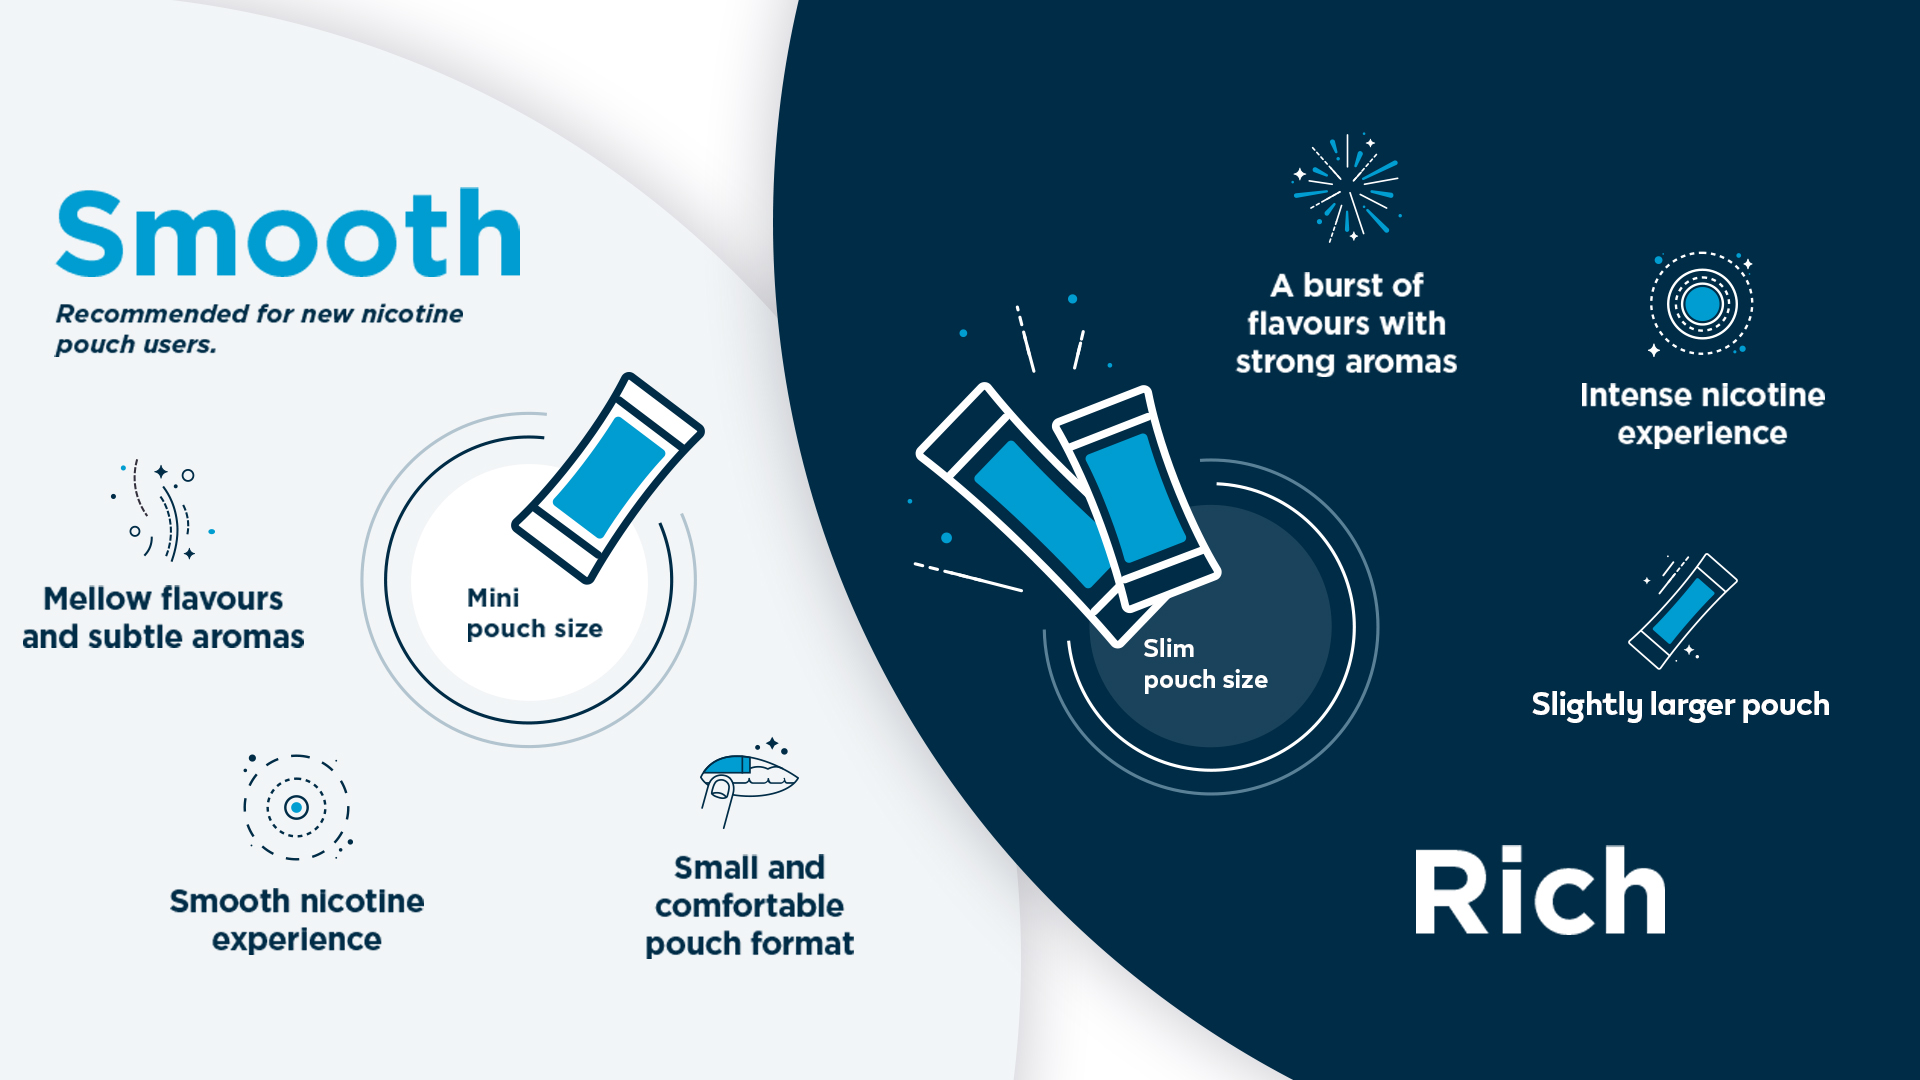 Smooth
Recommended for new nicotine
pouch users.
Mini
pouch size
Mellow flavours
and subtle aromas
Smooth nicotine
experience
Small and
comfortable
pouch format
A burst of
flavours with
strong aromas
Intense nicotine
experience
Slim
pouch size
Slightly larger pouch
Rich